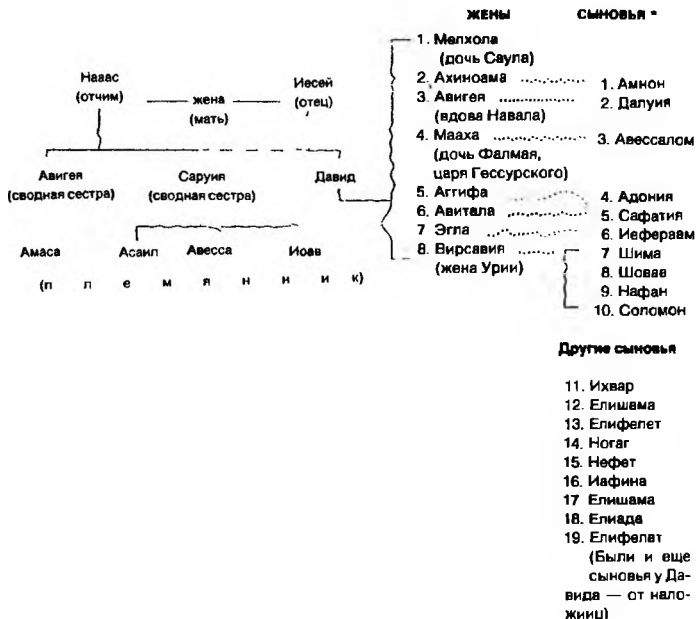 ЖЕНЫ
СЫНОВЬЯ *
1. Мелхола
(дочь Саула)
2. Ахиноама
3. Авигея
(вдова Навала)
4. Мааха
(дочь Фалмая,
царя Гессурского)
5. Аггифа
6. Авитала
7 Эгла
8. Вирсавия
(жена Урии)
1. Амнон
2. Далуия
3. Авессалом
4. Адония
5. Сафатия
6. Иефераам
7 Шима
8. Шовав
9. Нафан
10. Соломон
Наас
(отчим)
жена
(мать)
Иесей
(отец)
Авигея
(сводная сестра)
Саруия
(сводная сестра)
Давид
Амаса
Асаил
Авесса
Иоав
(п л е м я н н и к)
Другие сыновья
11. Ихвар
12. Елишама
13. Елифелет
14. Ногаг
15. Нефет
16. Иафина
17 Елишама
18. Елиада
19. Елифелат
(Были и еще
сыновья у Да-
вида — от нало-
жниц)